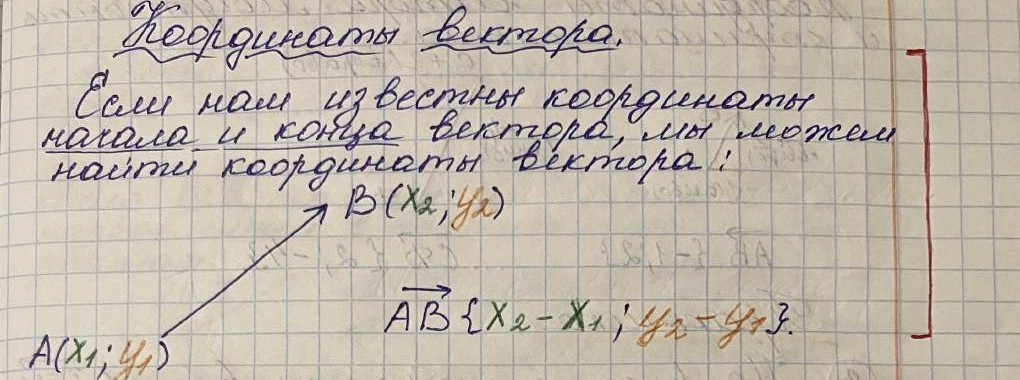 Координаты вектора.
Если нам известны координаты
начала и конца вектора, мы можем
найти координаты вектора:
B(x₂; y₂)
AB{x₂-x₁; y₂-y₁}.
A(x₁; y₁)